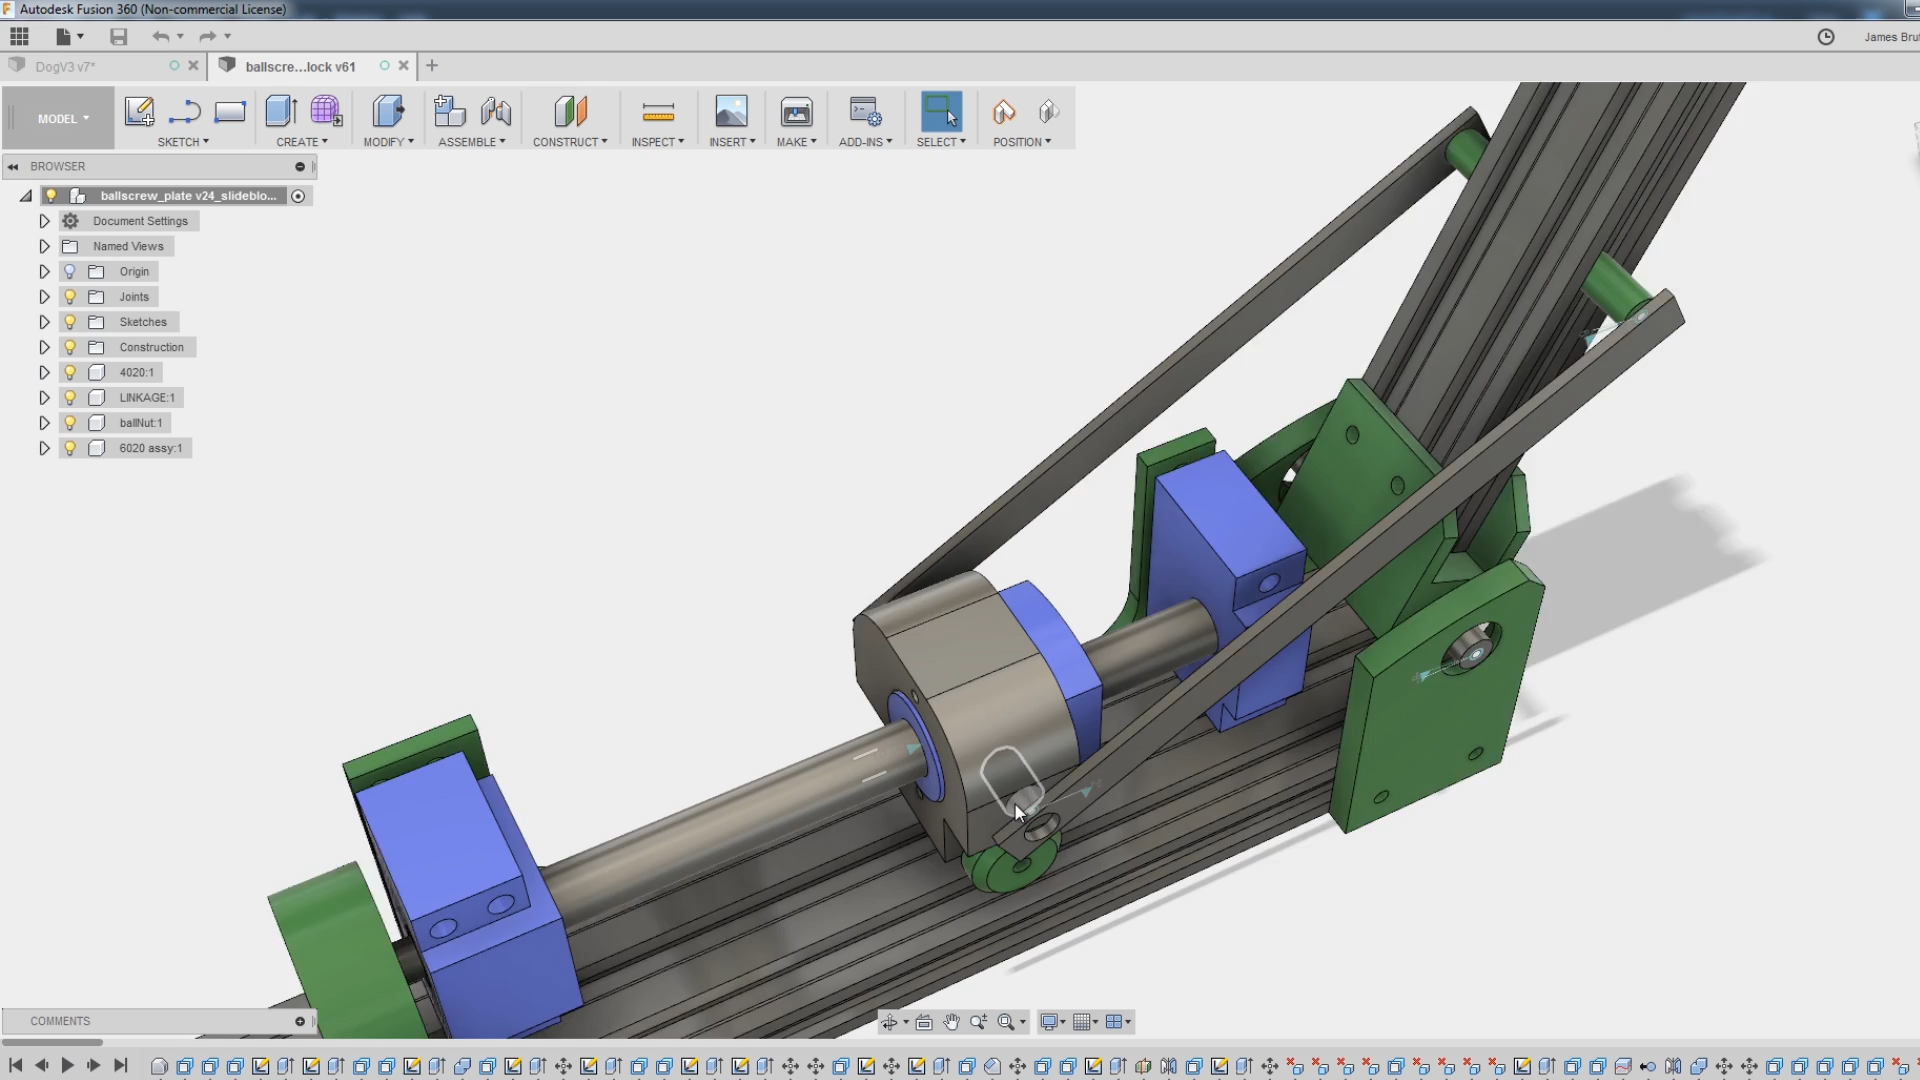 Autodesk Fusion 360 (Non-commercial License)
James Bru
DogV3 v7*
ballscre...lock v61
MODEL
SKETCH
CREATE
MODIFY
ASSEMBLE
CONSTRUCT
INSPECT
INSERT
MAKE
ADD-INS
SELECT
POSITION
BROWSER
ballscrew_plate v24_slideblo...
Document Settings
Named Views
Origin
Joints
Sketches
Construction
4020:1
LINKAGE:1
ballNut:1
6020 assy:1
COMMENTS